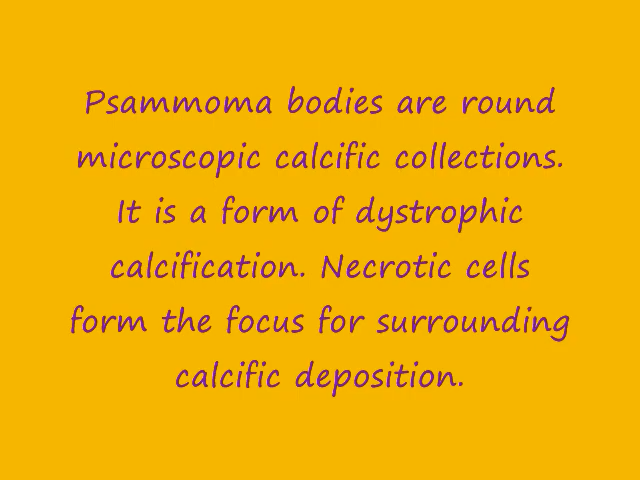 Psammoma bodies are round
microscopic calcific collections.
It is a form of dystrophic
calcification. Necrotic cells
form the focus for surrounding
calcific deposition.